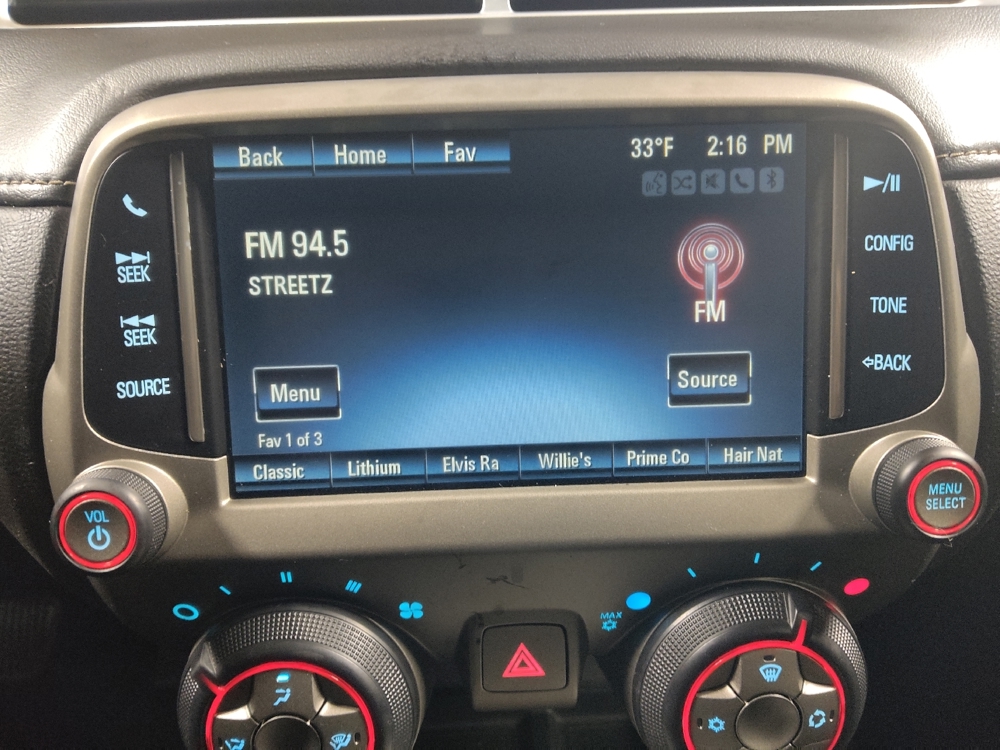 Back Home Fav
33°F 2:16 PM
FM 94.5
STREETZ
FM
Menu
Source
Fav 1 of 3
Classic Lithium Elvis Ra Willie's Prime Co Hair Nat
SEEK
SEEK
SOURCE
CONFIG
TONE
BACK
VOL
MENU
SELECT
MAX